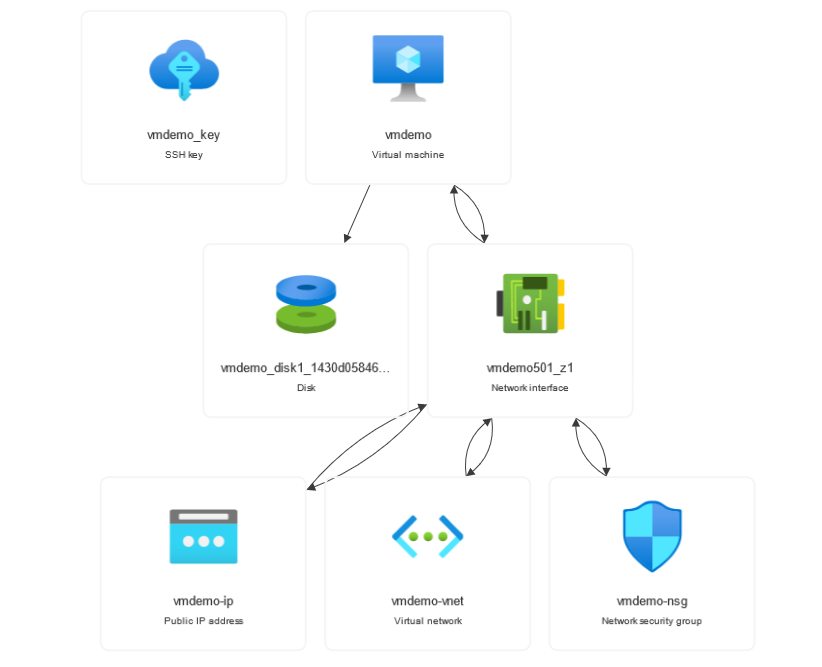 vmdemo_key
SSH key
vmdemo
Virtual machine
vmdemo_disk1_1430d05846...
Disk
vmdemo501_z1
Network interface
vmdemo-ip
Public IP address
vmdemo-vnet
Virtual network
vmdemo-nsg
Network security group